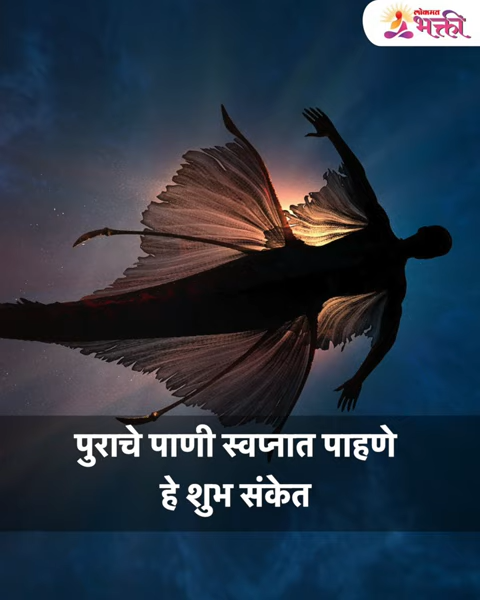 लोकमत
भक्ती
पुराचे पाणी स्वप्नात पाहणे
हे शुभ संकेत